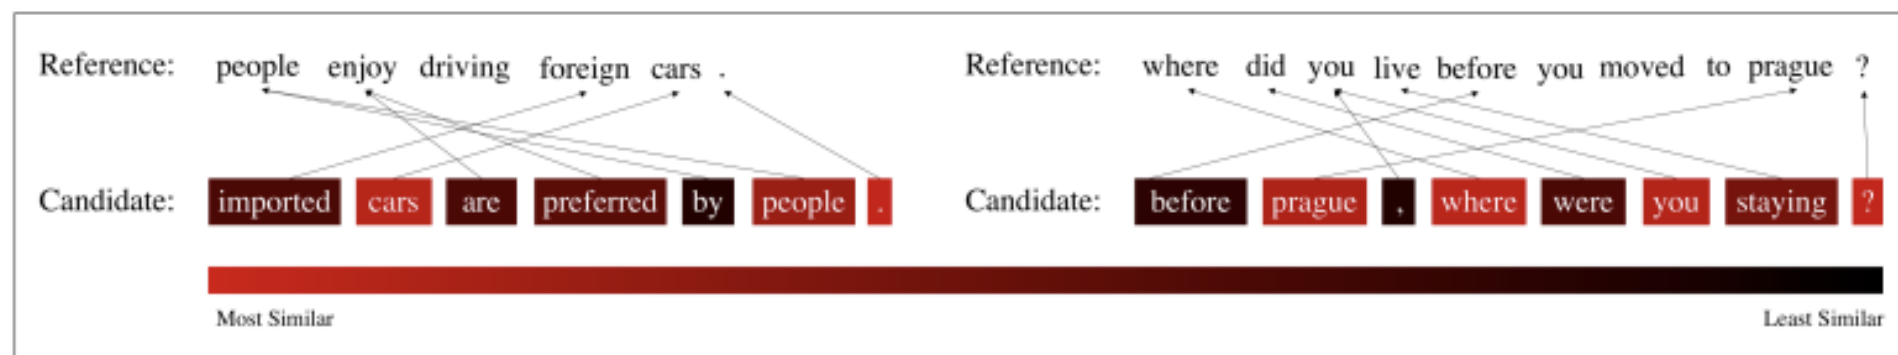 Reference: people enjoy driving foreign cars .
Candidate: imported cars are preferred by people .
Reference: where did you live before you moved to prague ?
Candidate: before prague , where were you staying ?
Most Similar Least Similar